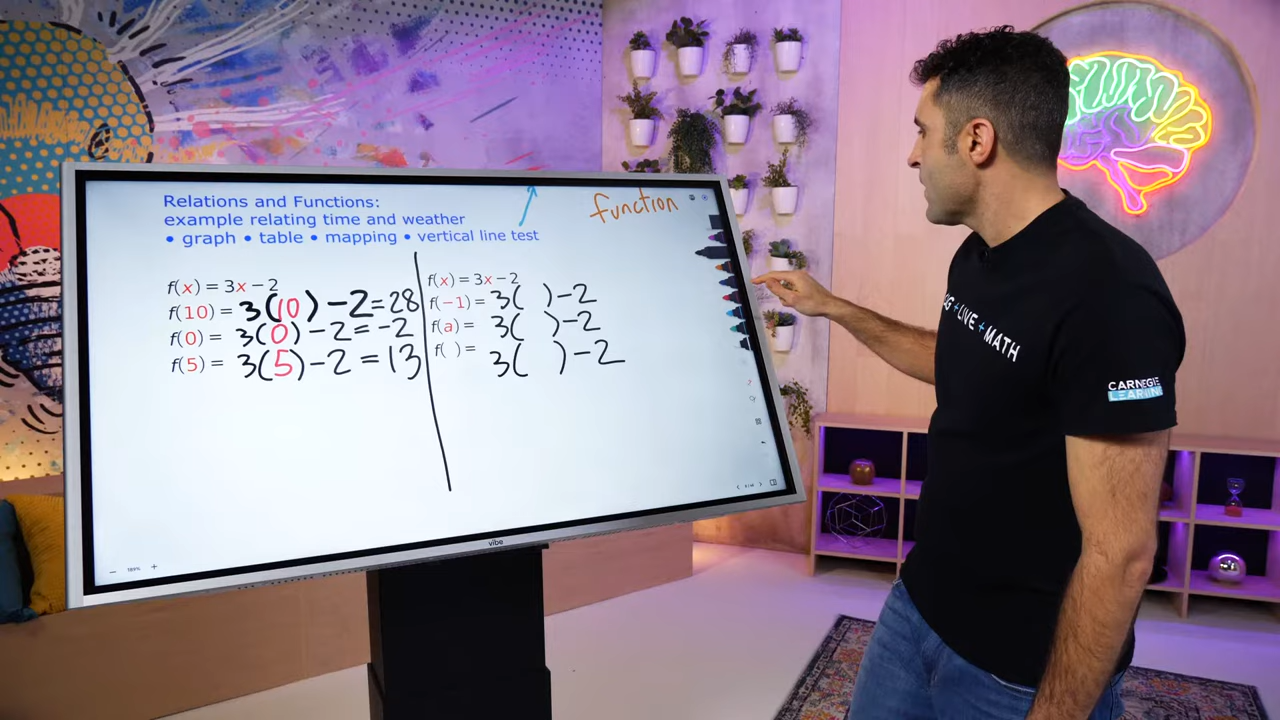 Relations and Functions:
example relating time and weather
• graph • table • mapping • vertical line test
function
f(x) = 3x − 2
f(10) = 3(10) − 2 = 28
f(0) = 3(0) − 2 = -2
f(5) = 3(5) − 2 = 13
f(x) = 3x − 2
f(−1) = 3( ) − 2
f(a) = 3( ) − 2
f( ) = 3( ) − 2
vibe
+ LIVE + MATH
CARNEGIE
LEARNING